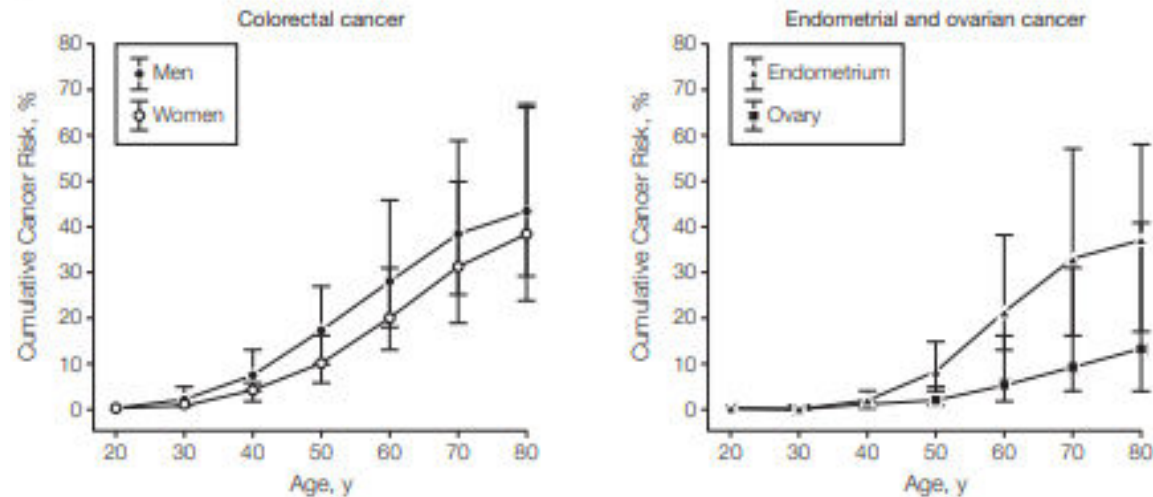 Colorectal cancer
80
70
60
50
40
30
20
10
0
Cumulative Cancer Risk, %
Men
Women
20 30 40 50 60 70 80
Age, y
Endometrial and ovarian cancer
80
70
60
50
40
30
20
10
0
Cumulative Cancer Risk, %
Endometrium
Ovary
20 30 40 50 60 70 80
Age, y